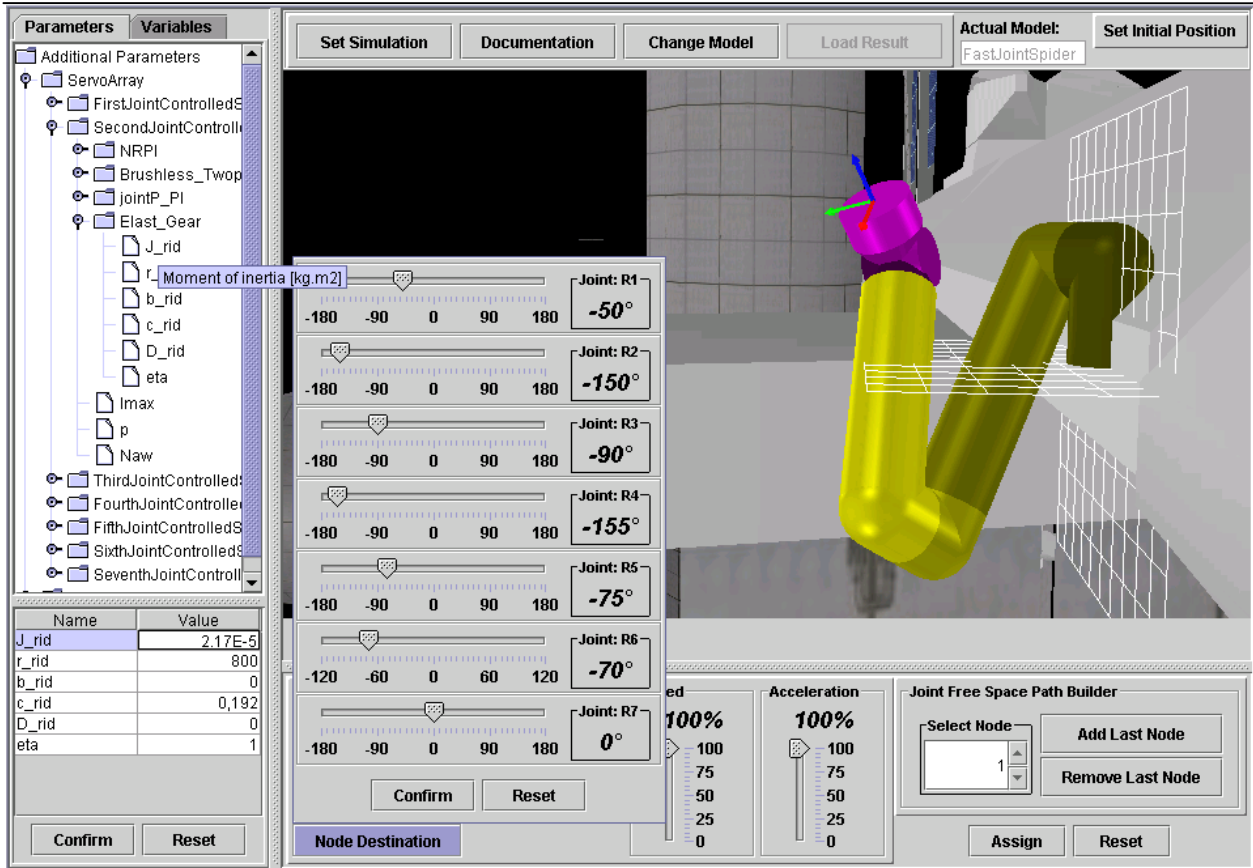 Parameters Variables
Additional Parameters
ServoArray
FirstJointControlledS
SecondJointControll
NRPI
Brushless_Twop
jointP_PI
Elast_Gear
J_rid
r_
Moment of inertia [kg.m2]
b_rid
c_rid
D_rid
eta
Imax
p
Naw
ThirdJointControlled
FourthJointControlle
FifthJointControlledS
SixthJointControlledS
SeventhJointControll
Name Value
J_rid 2.17E-5
r_rid 800
b_rid 0
c_rid 0,192
D_rid 0
eta 1
Confirm Reset
Set Simulation Documentation Change Model Load Result
Actual Model:
FastJointSpider
Set Initial Position
Joint: R1
-180 -90 0 90 180 -50°
Joint: R2
-180 -90 0 90 180 -150°
Joint: R3
-180 -90 0 90 180 -90°
Joint: R4
-180 -90 0 90 180 -155°
Joint: R5
-180 -90 0 90 180 -75°
Joint: R6
-120 -60 0 60 120 -70°
Joint: R7
-180 -90 0 90 180 0°
Confirm Reset
Node Destination
ed
100%
100
75
50
25
0
Acceleration
100%
100
75
50
25
0
Joint Free Space Path Builder
Select Node
1
Add Last Node
Remove Last Node
Assign Reset